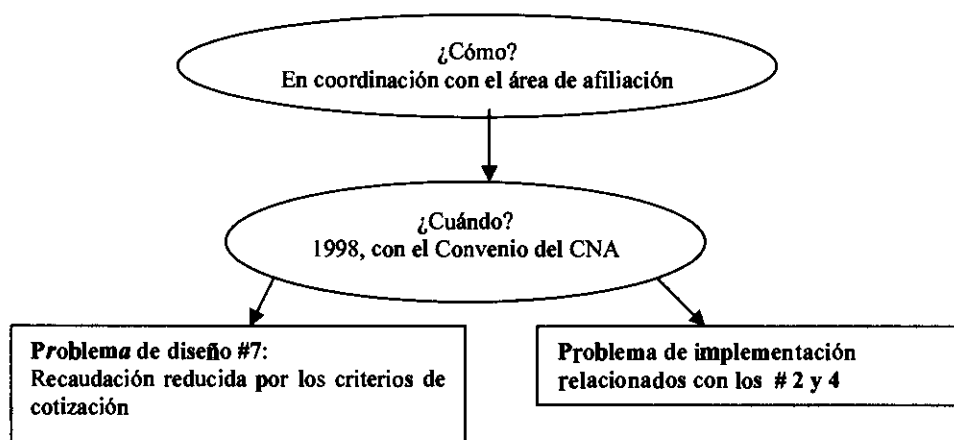 ¿Cómo?
En coordinación con el área de afiliación
¿Cuándo?
1998, con el Convenio del CNA
Problema de diseño #7:
Recaudación reducida por los criterios de
cotización
Problema de implementación
relacionados con los # 2 y 4